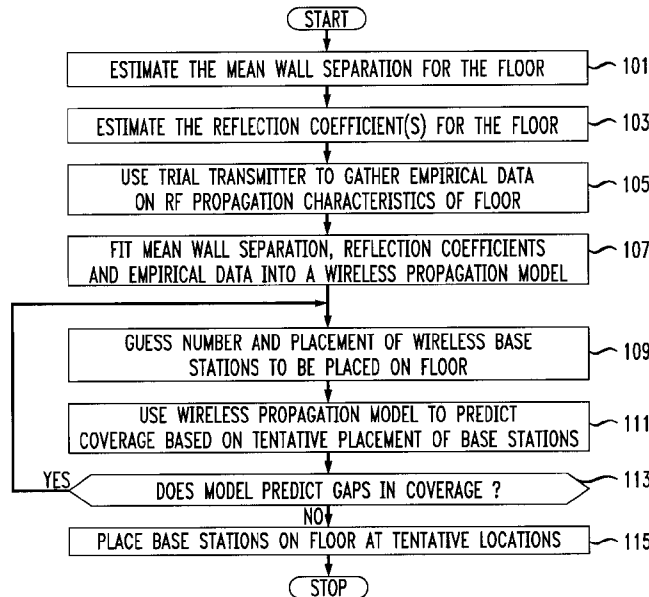 START
ESTIMATE THE MEAN WALL SEPARATION FOR THE FLOOR
101
ESTIMATE THE REFLECTION COEFFICIENT(S) FOR THE FLOOR
103
USE TRIAL TRANSMITTER TO GATHER EMPIRICAL DATA
ON RF PROPAGATION CHARACTERISTICS OF FLOOR
105
FIT MEAN WALL SEPARATION, REFLECTION COEFFICIENTS
AND EMPIRICAL DATA INTO A WIRELESS PROPAGATION MODEL
107
GUESS NUMBER AND PLACEMENT OF WIRELESS BASE
STATIONS TO BE PLACED ON FLOOR
109
USE WIRELESS PROPAGATION MODEL TO PREDICT
COVERAGE BASED ON TENTATIVE PLACEMENT OF BASE STATIONS
111
YES
DOES MODEL PREDICT GAPS IN COVERAGE ?
113
NO
PLACE BASE STATIONS ON FLOOR AT TENTATIVE LOCATIONS
115
STOP